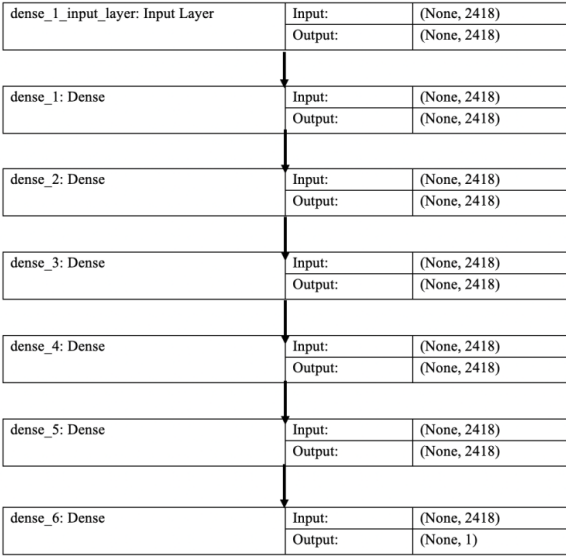 dense_1_input_layer: Input Layer Input: (None, 2418)
Output: (None, 2418)
dense_1: Dense Input: (None, 2418)
Output: (None, 2418)
dense_2: Dense Input: (None, 2418)
Output: (None, 2418)
dense_3: Dense Input: (None, 2418)
Output: (None, 2418)
dense_4: Dense Input: (None, 2418)
Output: (None, 2418)
dense_5: Dense Input: (None, 2418)
Output: (None, 2418)
dense_6: Dense Input: (None, 2418)
Output: (None, 1)